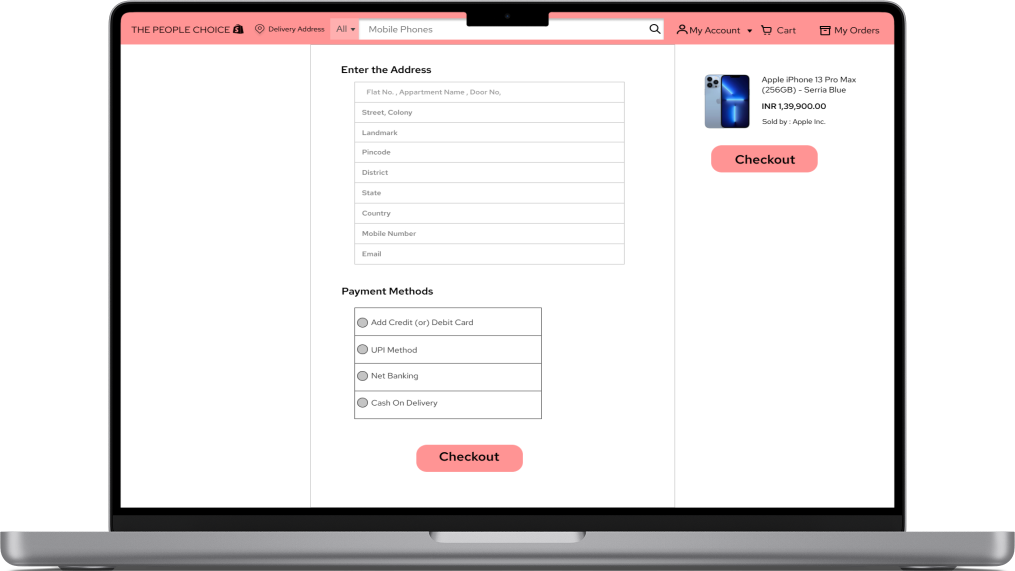 THE PEOPLE CHOICE
Delivery Address
All
Mobile Phones
My Account
Cart
My Orders
Enter the Address
Flat No. , Appartment Name , Door No,
Street, Colony
Landmark
Pincode
District
State
Country
Mobile Number
Email
Payment Methods
Add Credit (or) Debit Card
UPI Method
Net Banking
Cash On Delivery
Checkout
Apple iPhone 13 Pro Max
(256GB) - Serria Blue
INR 1,39,900.00
Sold by : Apple Inc.
Checkout